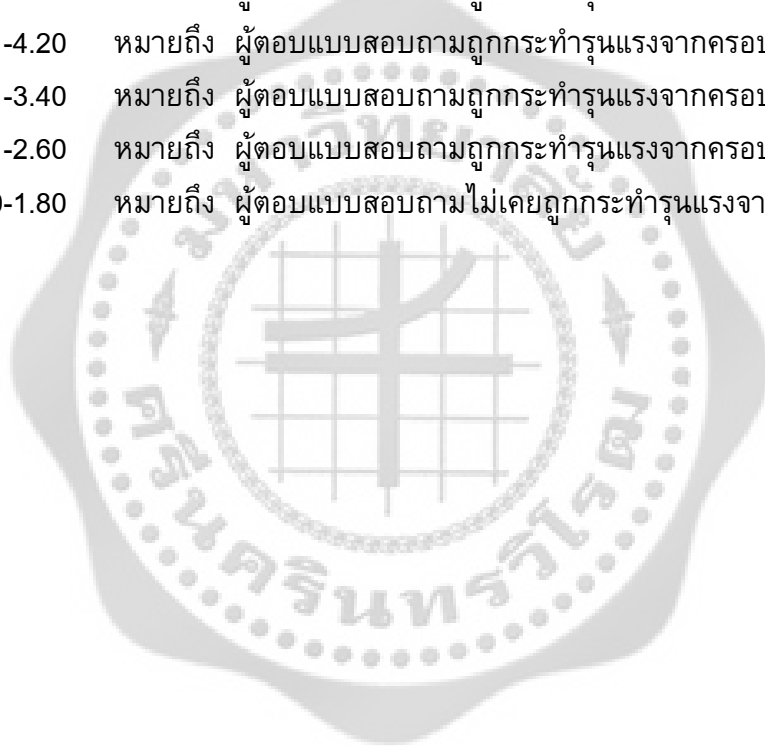 -4.20 หมายถึง ผู้ตอบแบบสอบถามถูกกระทำรุนแรงจากครอบ
-3.40 หมายถึง ผู้ตอบแบบสอบถามถูกกระทำรุนแรงจากครอบ
-2.60 หมายถึง ผู้ตอบแบบสอบถามถูกกระทำรุนแรงจากครอบ
-1.80 หมายถึง ผู้ตอบแบบสอบถามไม่เคยถูกกระทำรุนแรงจา
มหาวิทยาลัย
ศรีนครินทรวิโรฒ